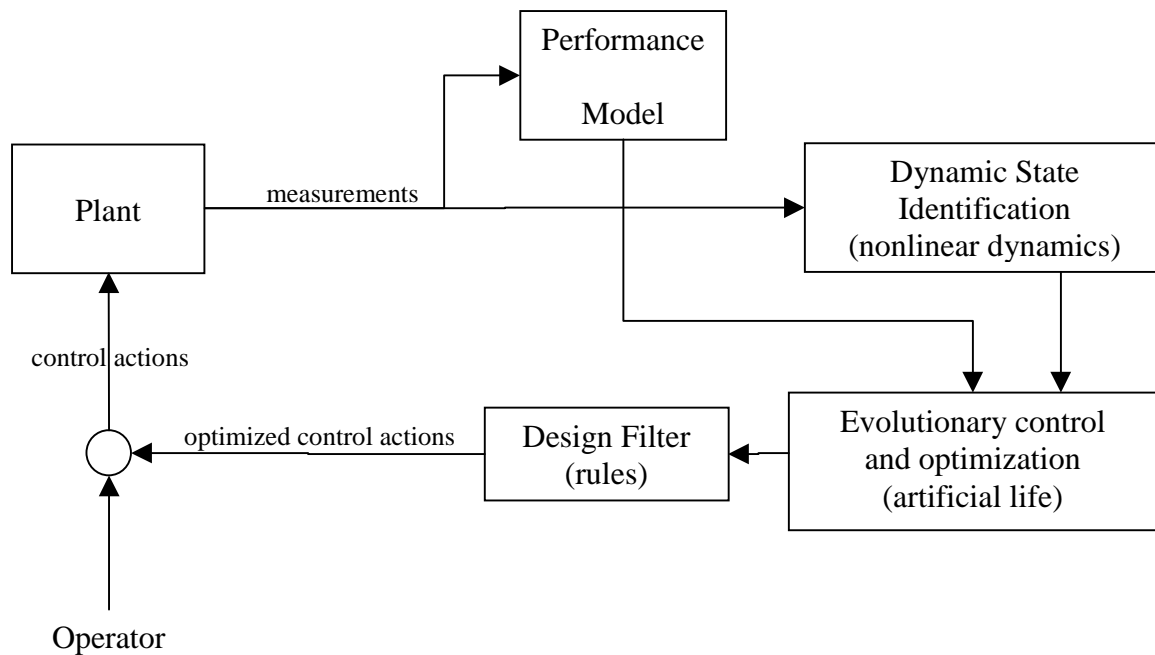 Performance
Model
Plant
measurements
Dynamic State
Identification
(nonlinear dynamics)
control actions
optimized control actions
Design Filter
(rules)
Evolutionary control
and optimization
(artificial life)
Operator